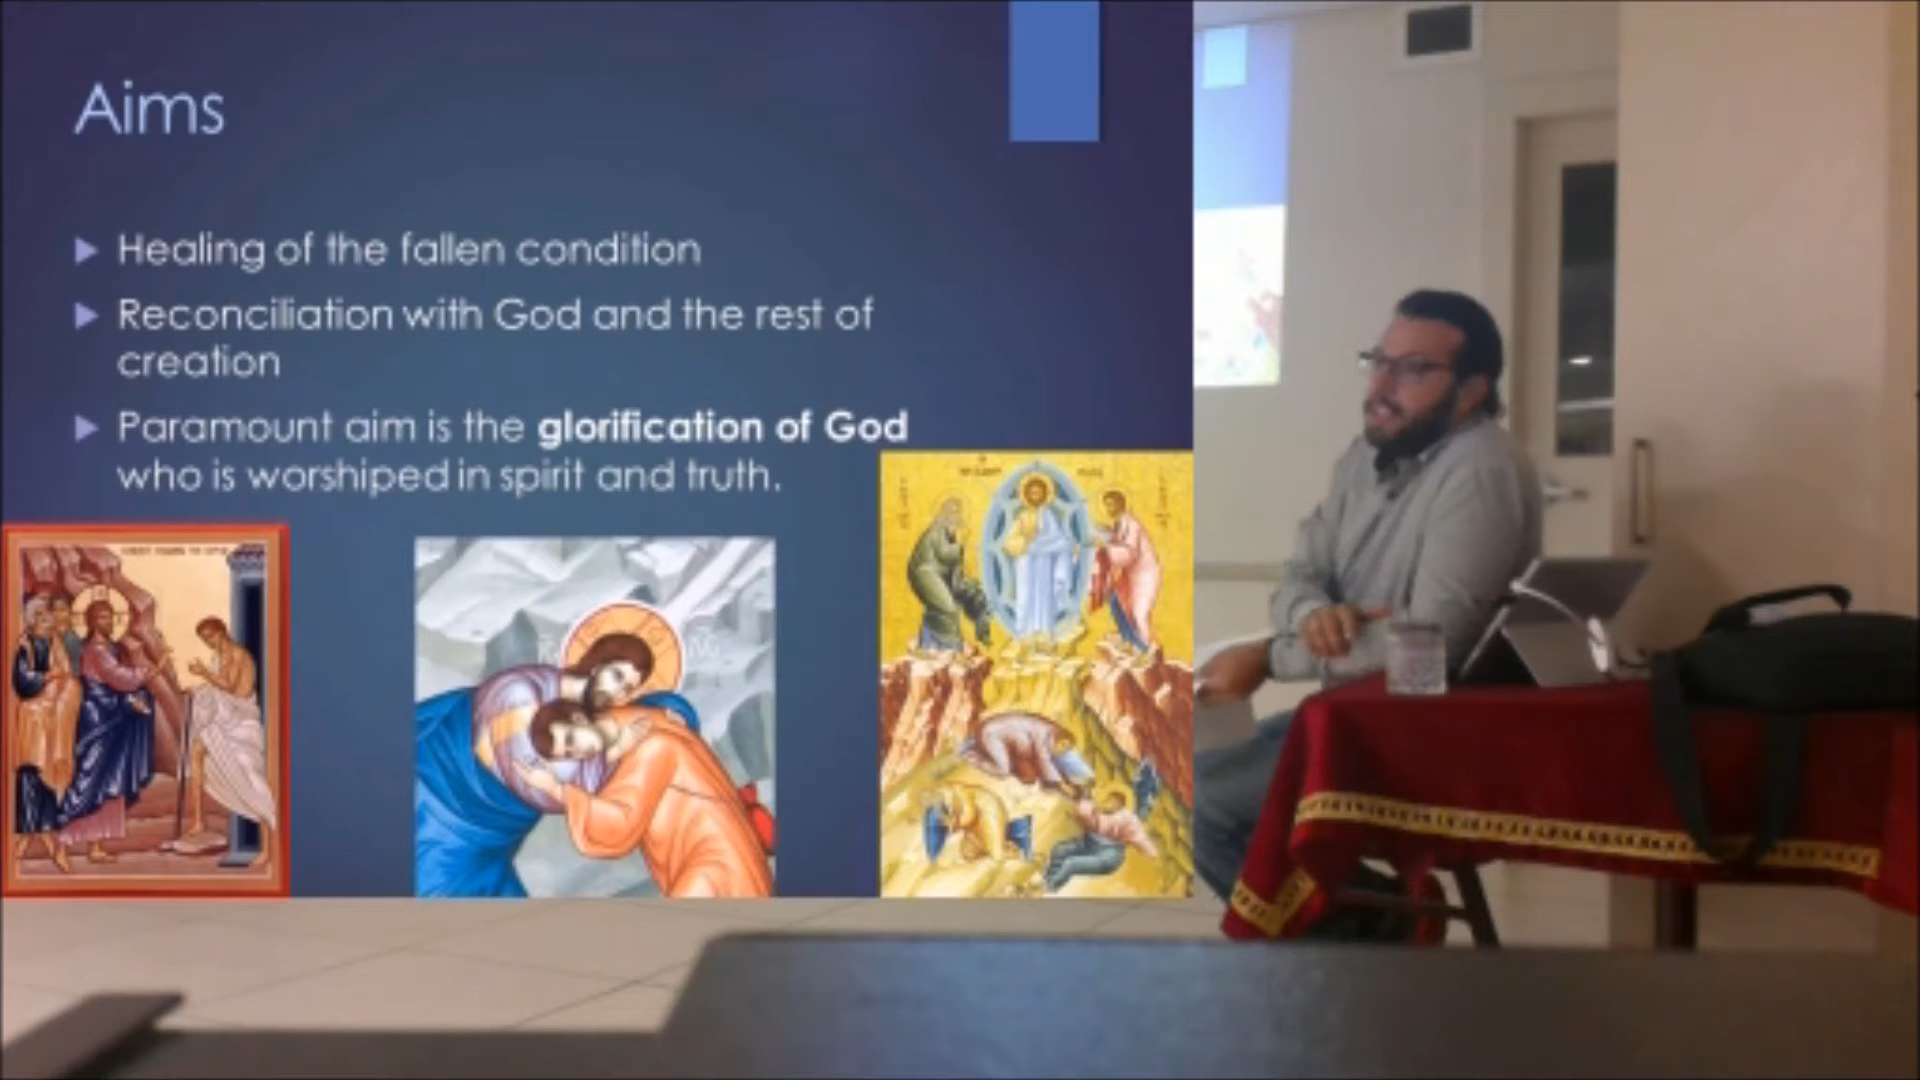 Aims
Healing of the fallen condition
Reconciliation with God and the rest of
creation
Paramount aim is the glorification of God
who is worshiped in spirit and truth.